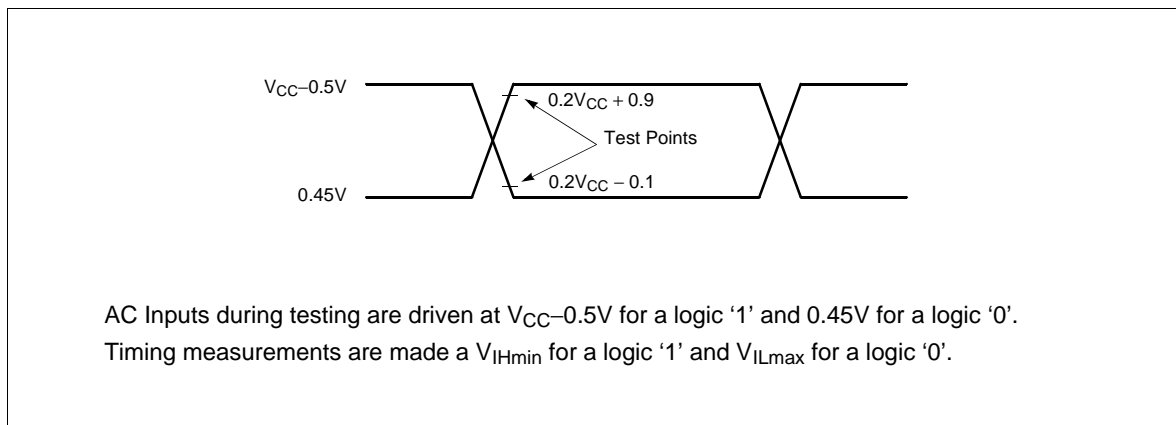 VCC−0.5V
0.2VCC + 0.9
Test Points
0.2VCC − 0.1
0.45V
AC Inputs during testing are driven at VCC−0.5V for a logic ‘1’ and 0.45V for a logic ‘0’.
Timing measurements are made a VIHmin for a logic ‘1’ and VILmax for a logic ‘0’.